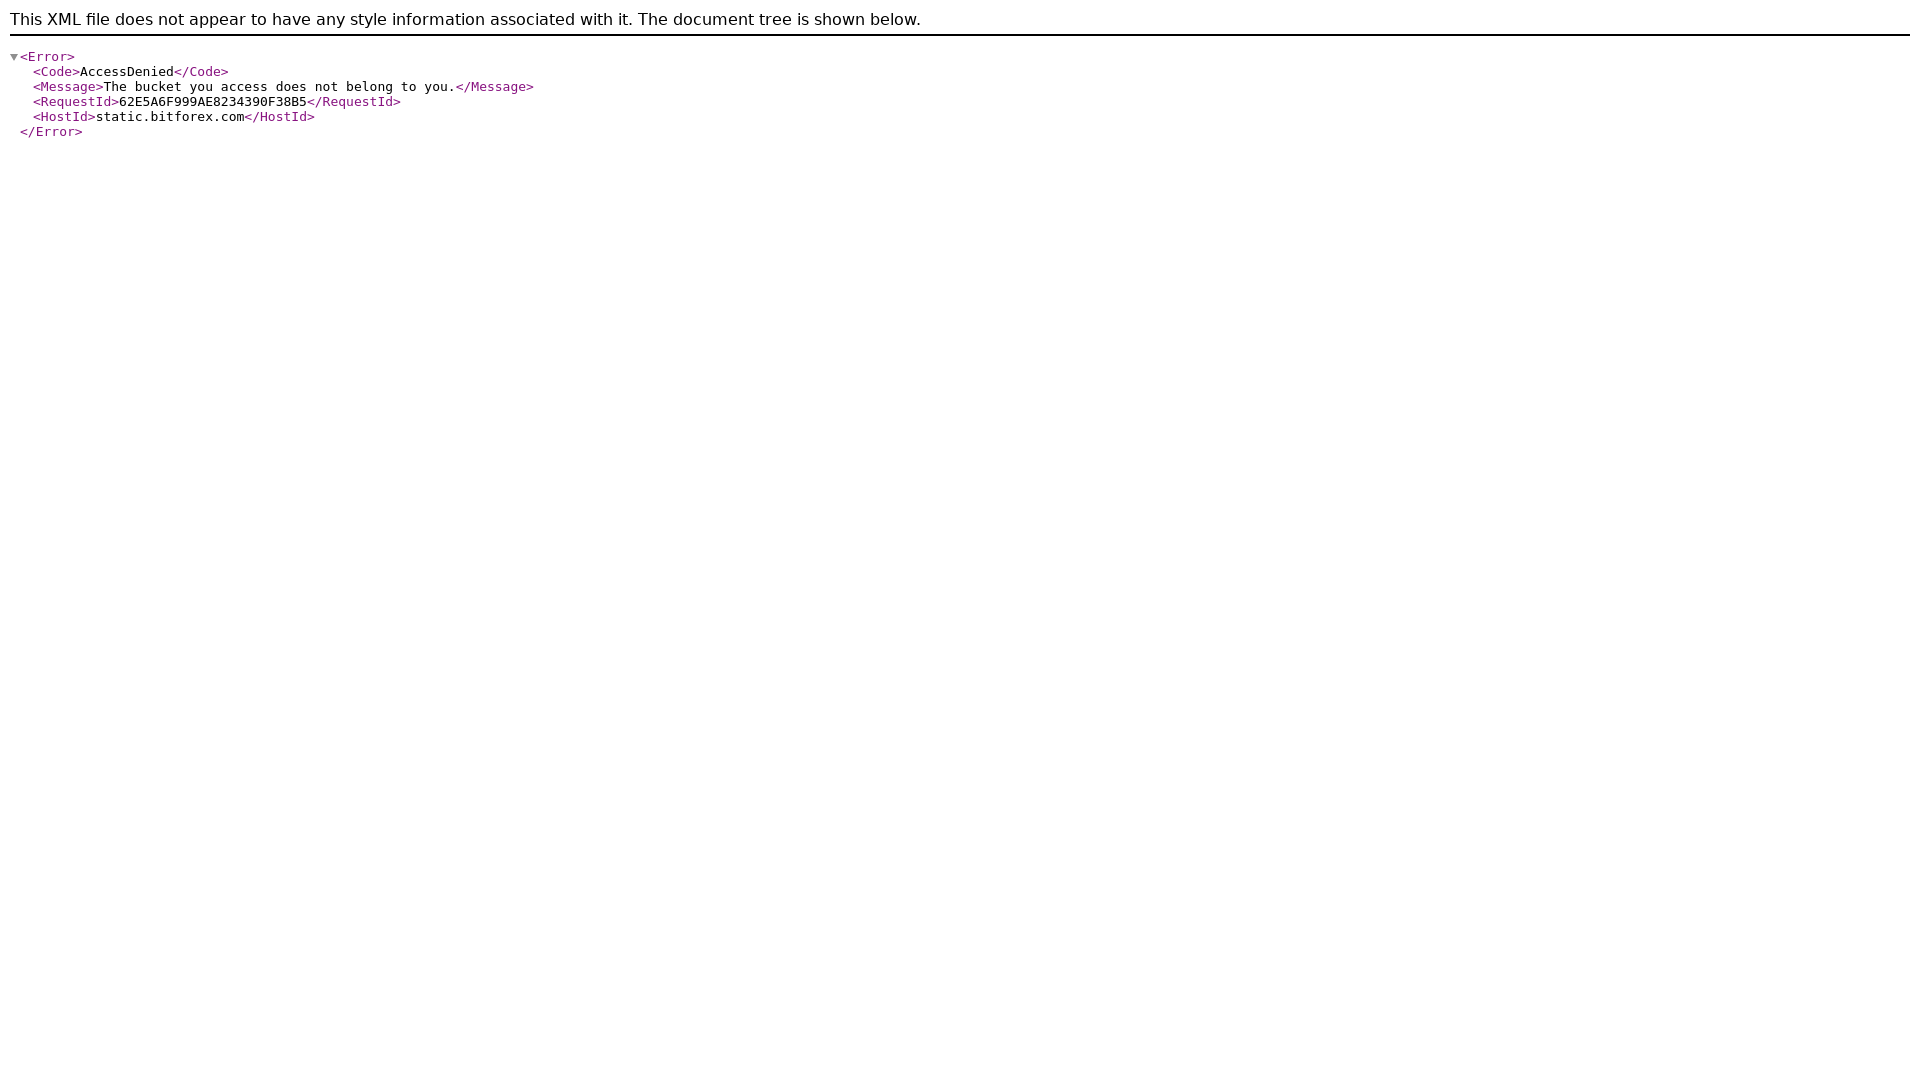 This XML file does not appear to have any style information associated with it. The document tree is shown below.
<Error>
<Code>AccessDenied</Code>
<Message>The bucket you access does not belong to you.</Message>
<RequestId>62E5A6F999AE8234390F38B5</RequestId>
<HostId>static.bitforex.com</HostId>
</Error>